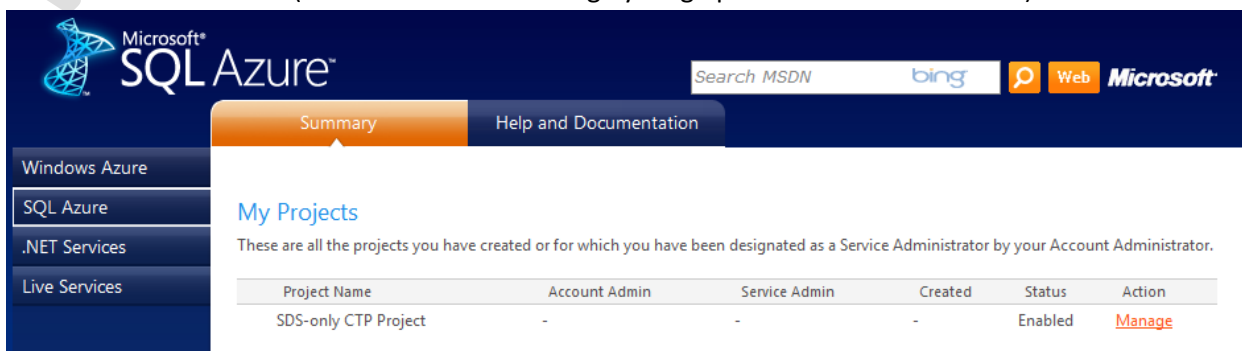 Microsoft®
SQL Azure™
Search MSDN bing Web Microsoft®
Summary Help and Documentation
Windows Azure
SQL Azure
.NET Services
Live Services
My Projects
These are all the projects you have created or for which you have been designated as a Service Administrator by your Account Administrator.
Project Name Account Admin Service Admin Created Status Action
SDS-only CTP Project - - - Enabled Manage